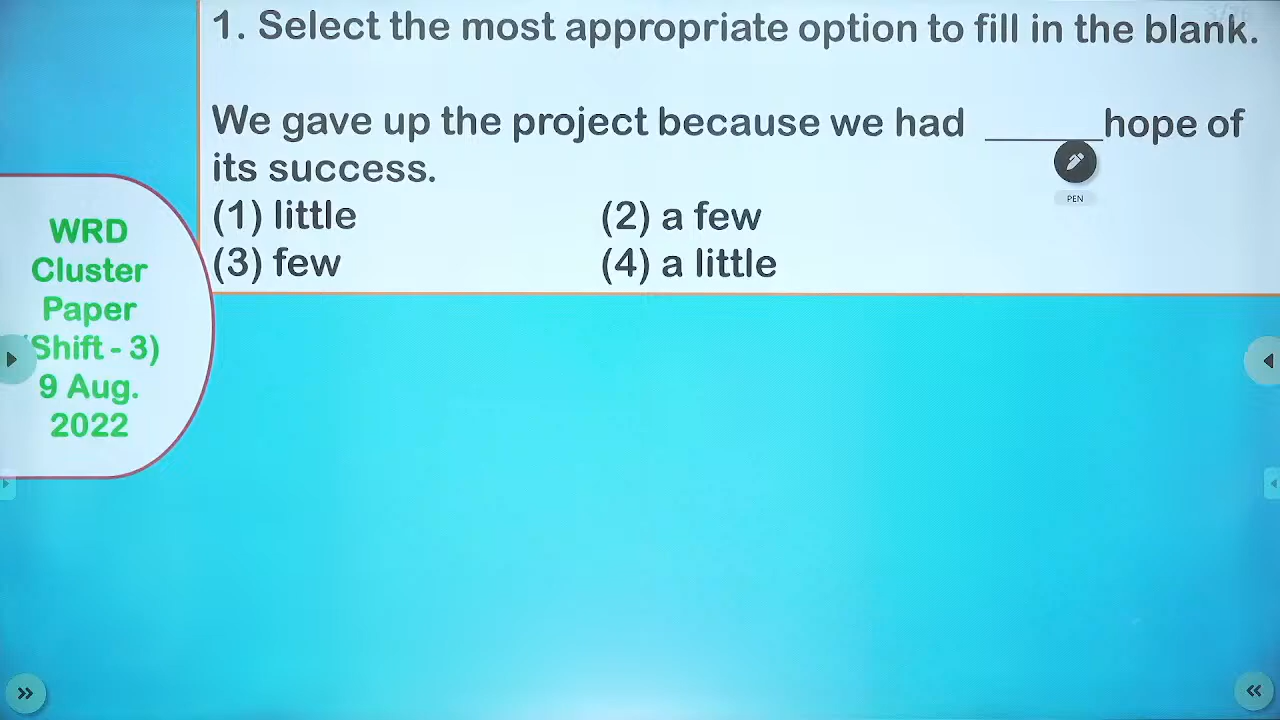 1. Select the most appropriate option to fill in the blank.
We gave up the project because we had ______hope of
its success.
(1) little (2) a few
(3) few (4) a little
PEN
WRD
Cluster
Paper
(Shift - 3)
9 Aug.
2022